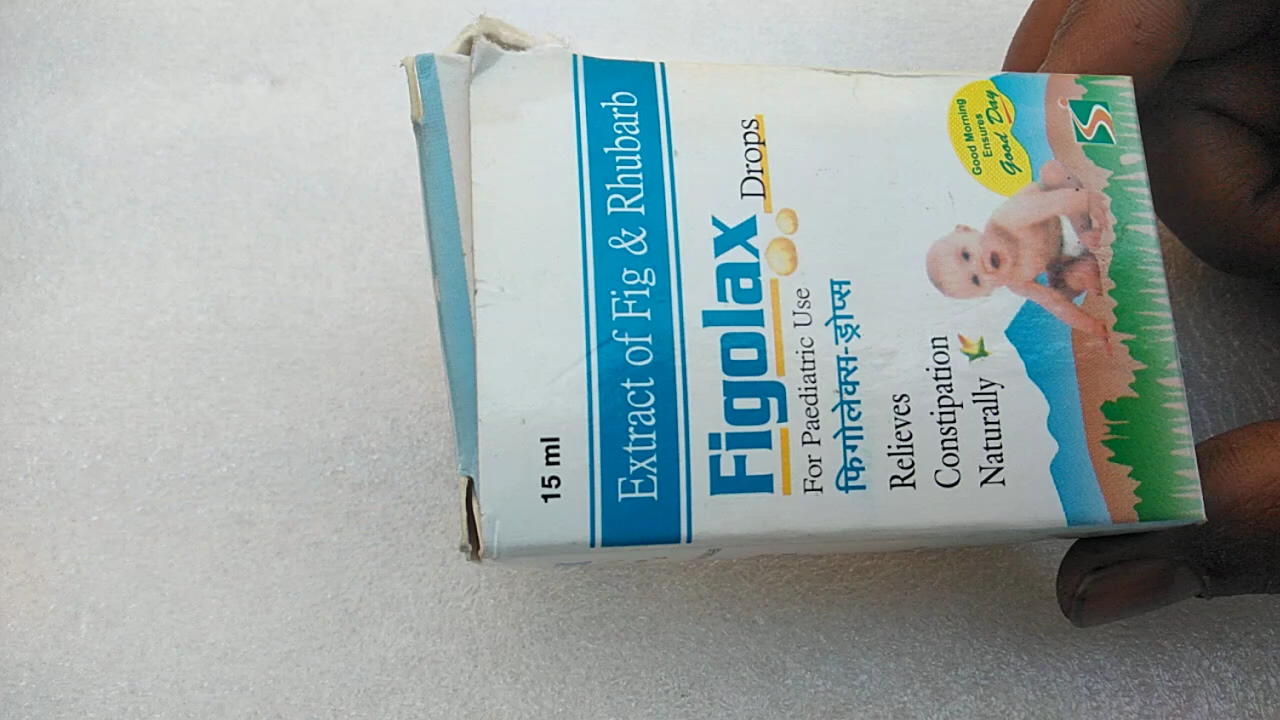 15 ml
Extract of Fig & Rhubarb
Figolax Drops
For Paediatric Use
फिगोलेक्स-ड्रोप्स
Relieves
Constipation
Naturally
Good Morning
Ensures
Good Day